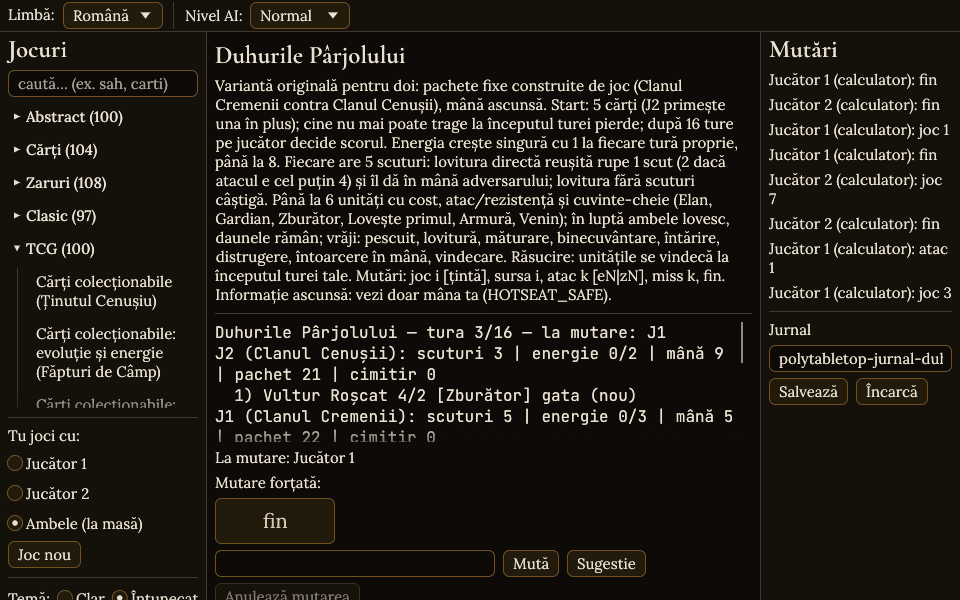 Limbă: Română Nivel AI: Normal
Jocuri
caută... (ex. sah, carti)
Abstract (100)
Cărți (104)
Zaruri (108)
Clasic (97)
TCG (100)
Cărți colecționabile
(Ținutul Cenușiu)
Cărți colecționabile:
evoluție și energie
(Făpturi de Câmp)
Cărți colecționabile:
Tu joci cu:
Jucător 1
Jucător 2
Ambele (la masă)
Joc nou
Temă: Clar Întunecat
Duhurile Pârjolului
Variantă originală pentru doi: pachete fixe construite de joc (Clanul
Cremenii contra Clanul Cenușii), mână ascunsă. Start: 5 cărți (J2 primește
una în plus); cine nu mai poate trage la începutul turei pierde; după 16 ture
pe jucător decide scorul. Energia crește singură cu 1 la fiecare tură proprie,
până la 8. Fiecare are 5 scuturi: lovitura directă reușită rupe 1 scut (2 dacă
atacul e cel puțin 4) și îl dă în mână adversarului; lovitura fără scuturi
câștigă. Până la 6 unități cu cost, atac/rezistență și cuvinte-cheie (Elan,
Gardian, Zburător, Lovește primul, Armură, Venin); în luptă ambele lovesc,
daunele rămân; vrăji: pescuit, lovitură, măturare, binecuvântare, întărire,
distrugere, întoarcere în mână, vindecare. Răsucire: unitățile se vindecă la
începutul turei tale. Mutări: joc i [țintă], sursa i, atac k [eN|zN], miss k, fin.
Informație ascunsă: vezi doar mâna ta (HOTSEAT_SAFE).
Duhurile Pârjolului — tura 3/16 — la mutare: J1
J2 (Clanul Cenușii): scuturi 3 | energie 0/2 | mână 9
| pachet 21 | cimitir 0
1) Vultur Roșcat 4/2 [Zburător] gata (nou)
J1 (Clanul Cremenii): scuturi 5 | energie 0/3 | mână 5
| pachet 22 | cimitir 0
La mutare: Jucător 1
Mutare forțată:
fin
Mută Sugestie
Anulează mutarea
Mutări
Jucător 1 (calculator): fin
Jucător 2 (calculator): fin
Jucător 1 (calculator): joc 1
Jucător 1 (calculator): fin
Jucător 2 (calculator): joc
7
Jucător 2 (calculator): fin
Jucător 1 (calculator): atac
1
Jucător 1 (calculator): joc 3
Jurnal
polytabletop-jurnal-duh
Salvează Încarcă